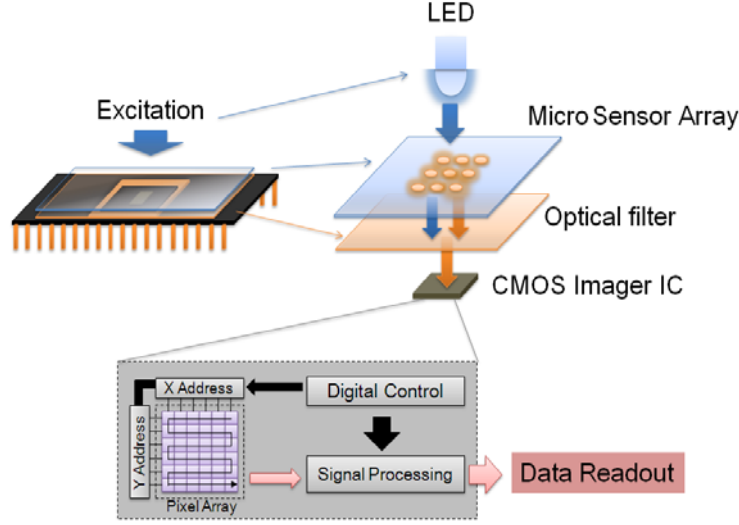 LED
Excitation
Micro Sensor Array
Optical filter
CMOS Imager IC
X Address
Digital Control
Y Address
Signal Processing
Data Readout
Pixel Array